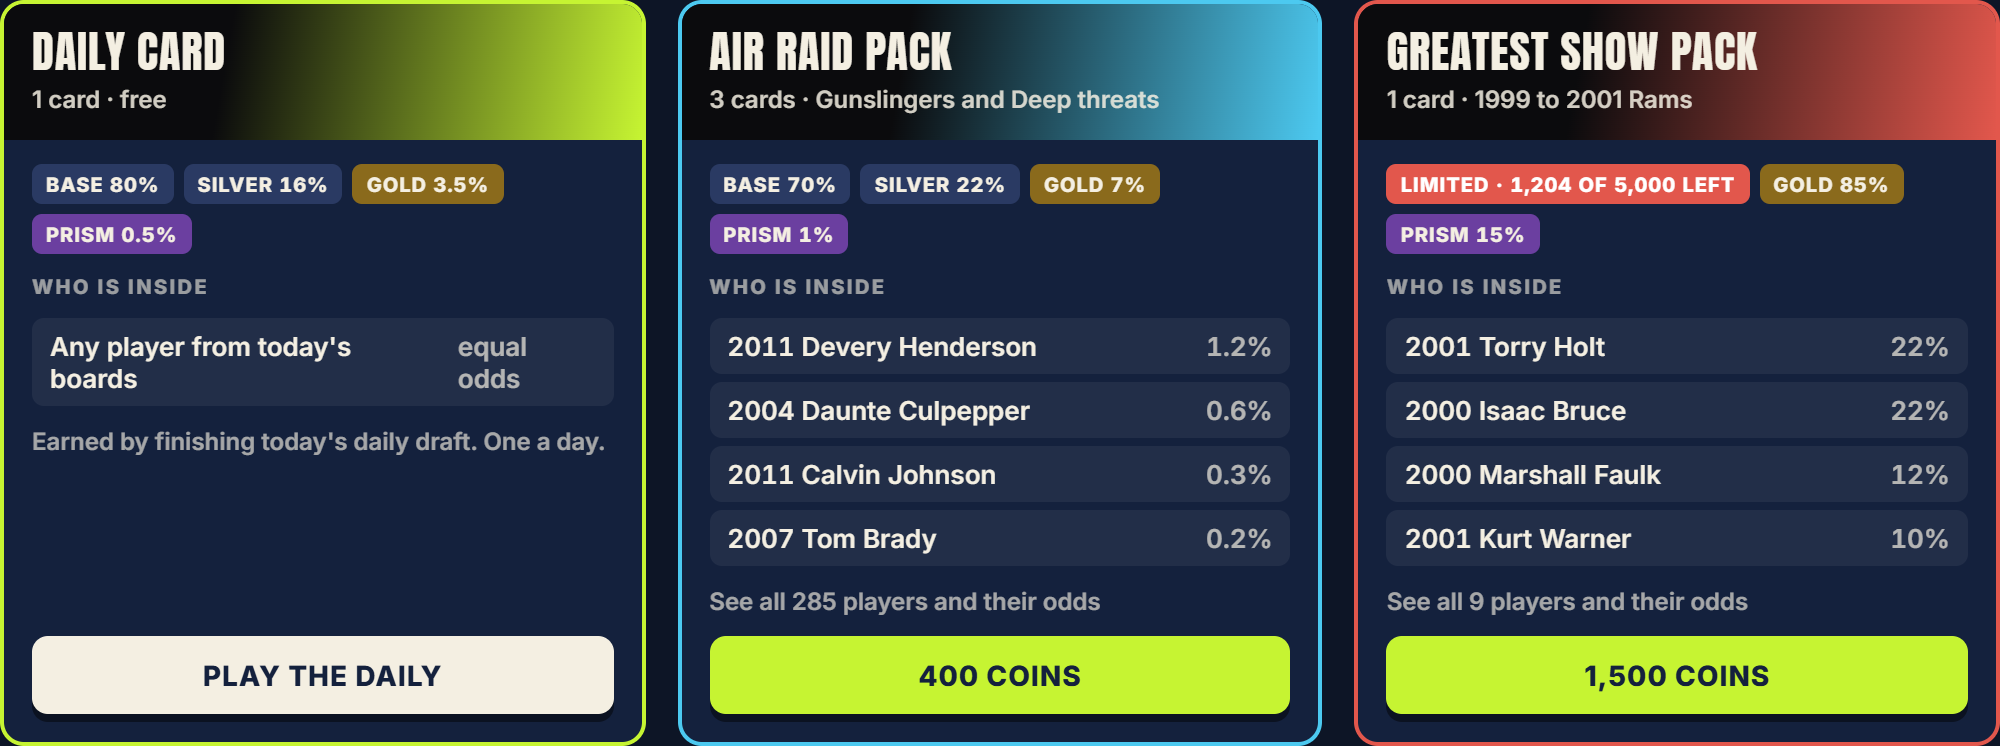 DAILY CARD
1 card · free
BASE 80%
SILVER 16%
GOLD 3.5%
PRISM 0.5%
WHO IS INSIDE
Any player from today's
boards
equal
odds
Earned by finishing today's daily draft. One a day.
PLAY THE DAILY
AIR RAID PACK
3 cards · Gunslingers and Deep threats
BASE 70%
SILVER 22%
GOLD 7%
PRISM 1%
WHO IS INSIDE
2011 Devery Henderson 1.2%
2004 Daunte Culpepper 0.6%
2011 Calvin Johnson 0.3%
2007 Tom Brady 0.2%
See all 285 players and their odds
400 COINS
GREATEST SHOW PACK
1 card · 1999 to 2001 Rams
LIMITED · 1,204 OF 5,000 LEFT
GOLD 85%
PRISM 15%
WHO IS INSIDE
2001 Torry Holt 22%
2000 Isaac Bruce 22%
2000 Marshall Faulk 12%
2001 Kurt Warner 10%
See all 9 players and their odds
1,500 COINS